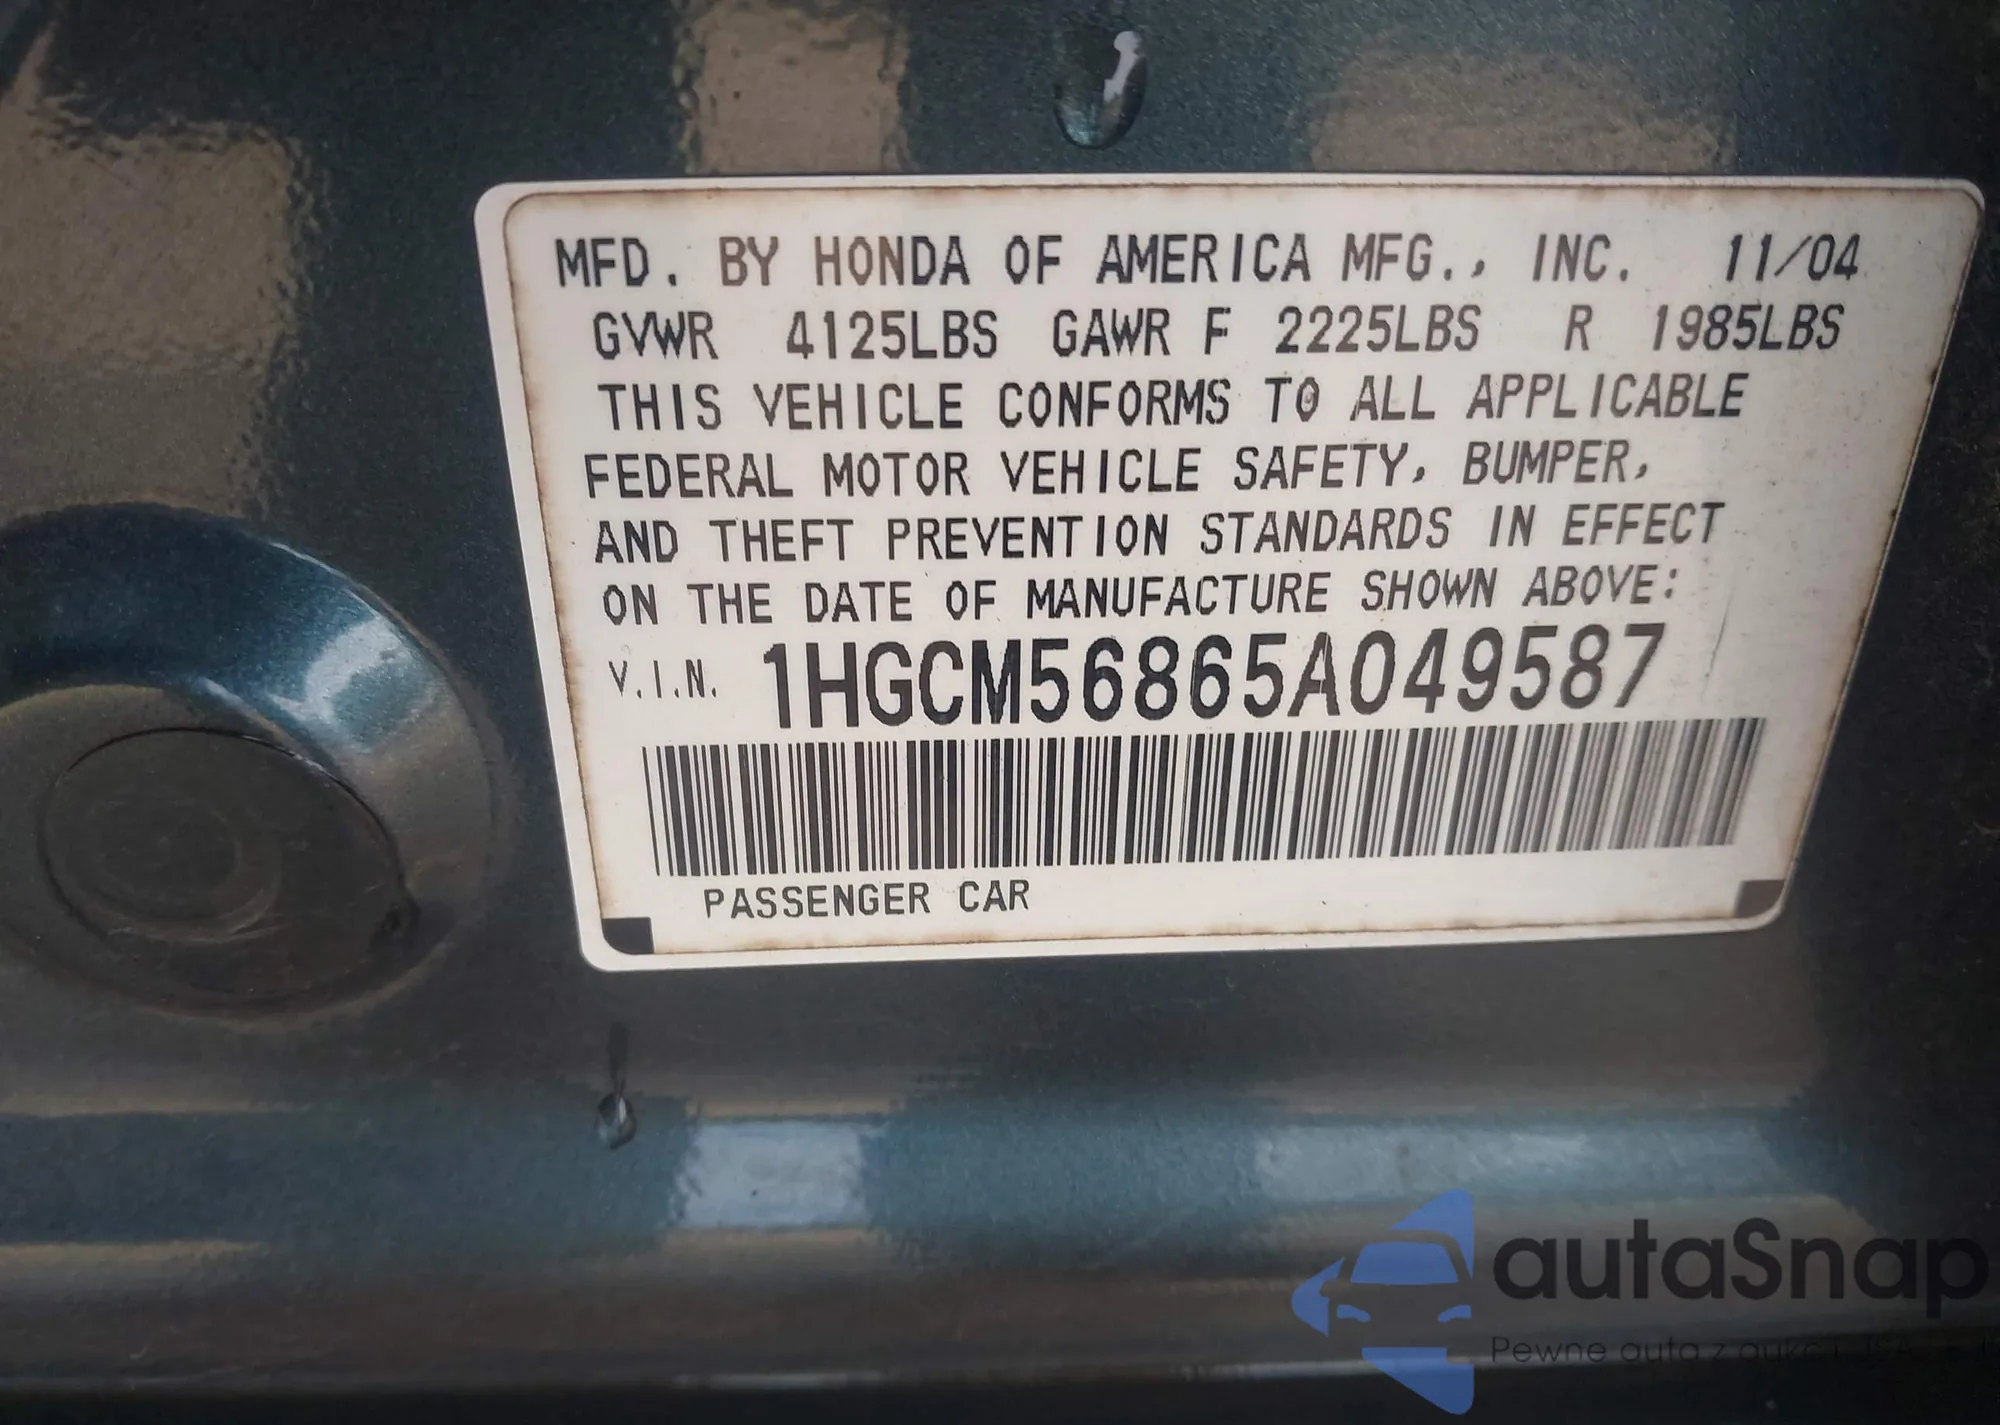 MFD. BY HONDA OF AMERICA MFG., INC. 11/04
GVWR 4125LBS GAWR F 2225LBS R 1985LBS
THIS VEHICLE CONFORMS TO ALL APPLICABLE
FEDERAL MOTOR VEHICLE SAFETY, BUMPER,
AND THEFT PREVENTION STANDARDS IN EFFECT
ON THE DATE OF MANUFACTURE SHOWN ABOVE:
V.I.N. 1HGCM56865A049587
PASSENGER CAR
autaSnap
Pewne auta z